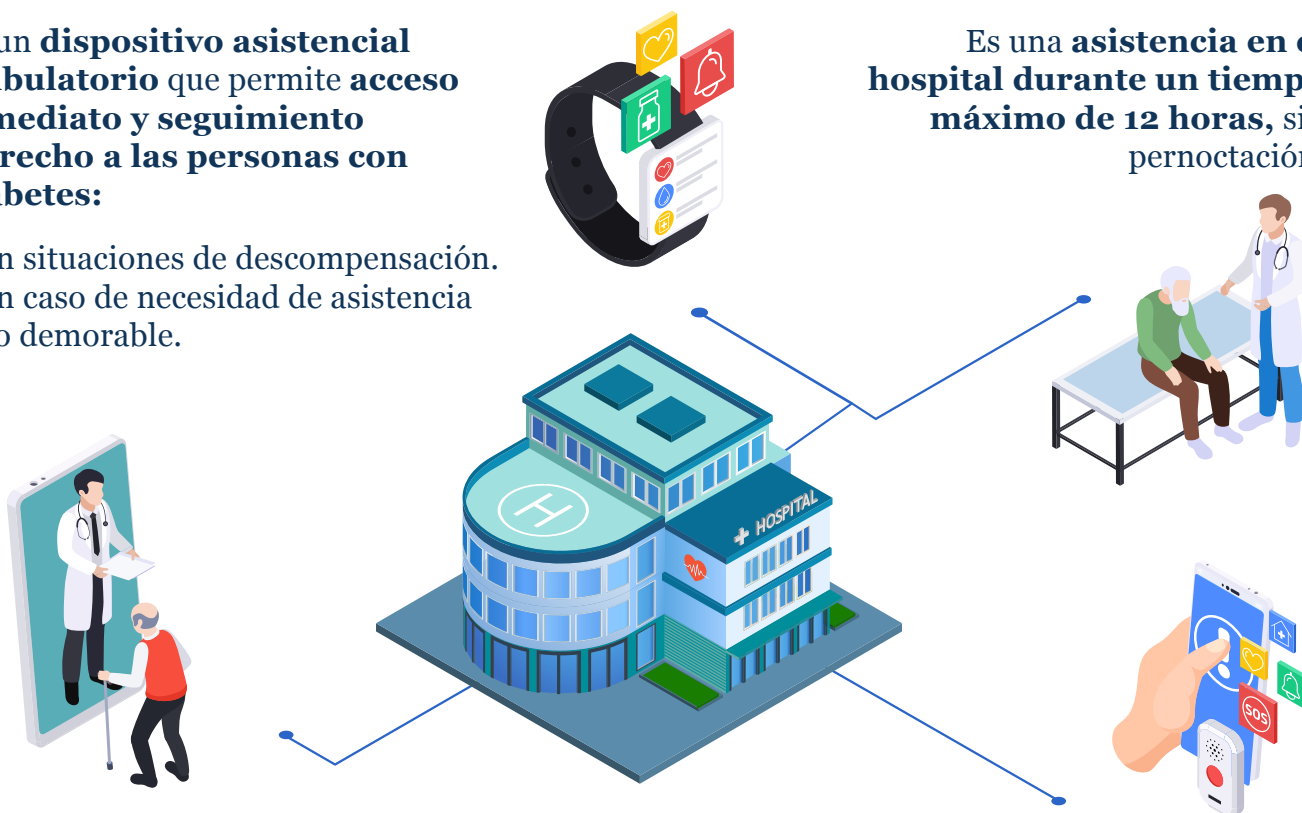 un dispositivo asistencial
bulatorio que permite acceso
mediato y seguimiento
recho a las personas con
betes:
n situaciones de descompensación.
n caso de necesidad de asistencia
o demorable.
Es una asistencia en e
hospital durante un tiemp
máximo de 12 horas, si
pernoctación
H
HOSPITAL
SOS